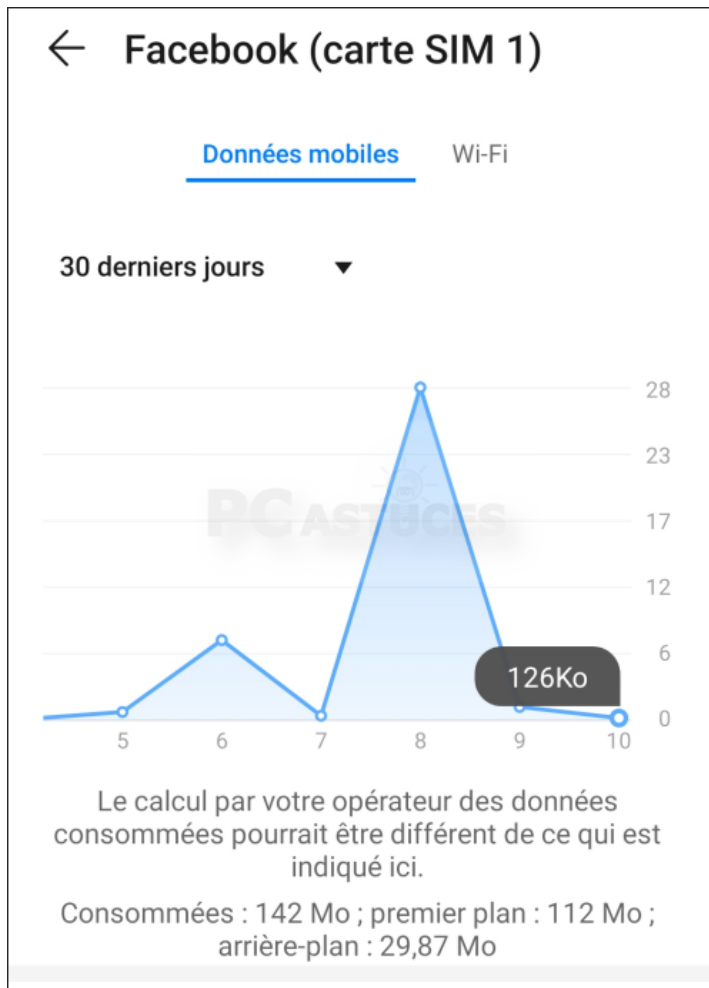 Facebook (carte SIM 1)
Données mobiles Wi-Fi
30 derniers jours
28
23
PC ASTUCES
17
12
6
126Ko
0
5 6 7 8 9 10
Le calcul par votre opérateur des données
consommées pourrait être différent de ce qui est
indiqué ici.
Consommées : 142 Mo ; premier plan : 112 Mo ;
arrière-plan : 29,87 Mo